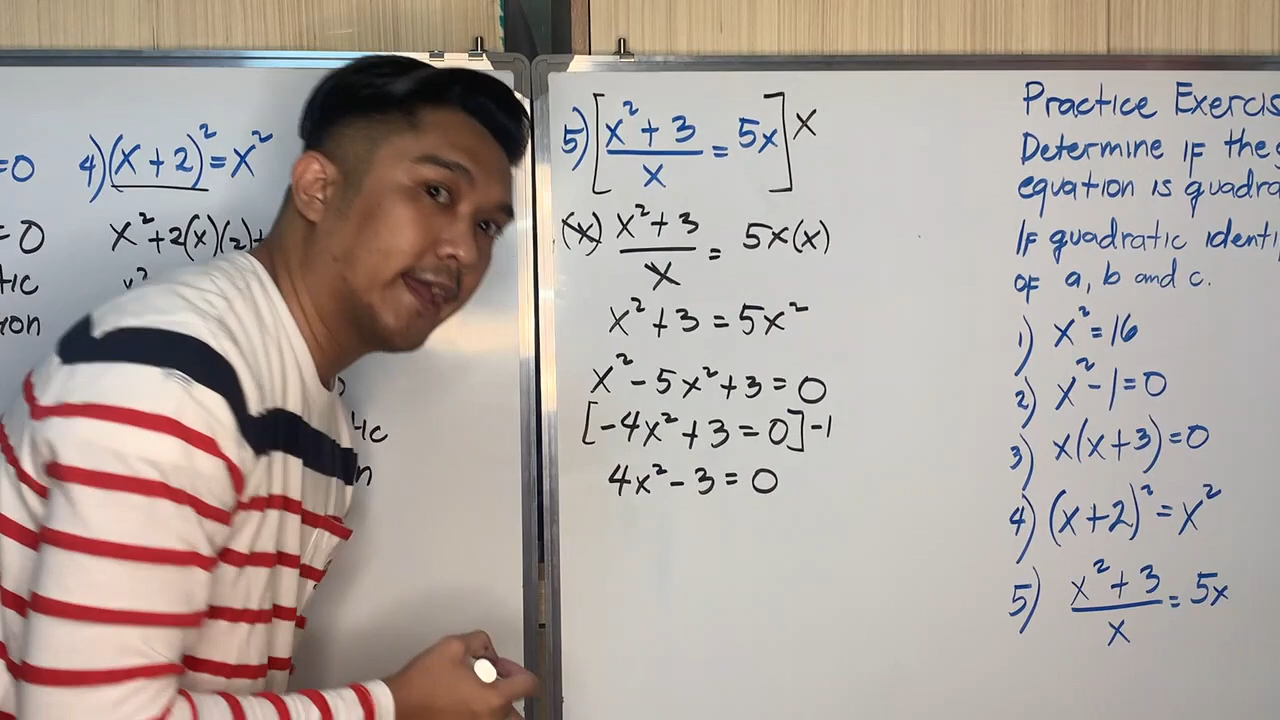 =0
=0
tic
ion
4) (x + 2)² = x²
x² + 2(x)(2)+
x²
ic
n
5) [x² + 3 / x = 5x] x
(x) x² + 3 / x = 5x(x)
x² + 3 = 5x²
x² - 5x² + 3 = 0
[-4x² + 3 = 0] -1
4x² - 3 = 0
Practice Exercis
Determine if the g
equation is quadra
If quadratic identi
of a, b and c.
1) x² = 16
2) x² - 1 = 0
3) x(x + 3) = 0
4) (x + 2)² = x²
5) x² + 3 / x = 5x